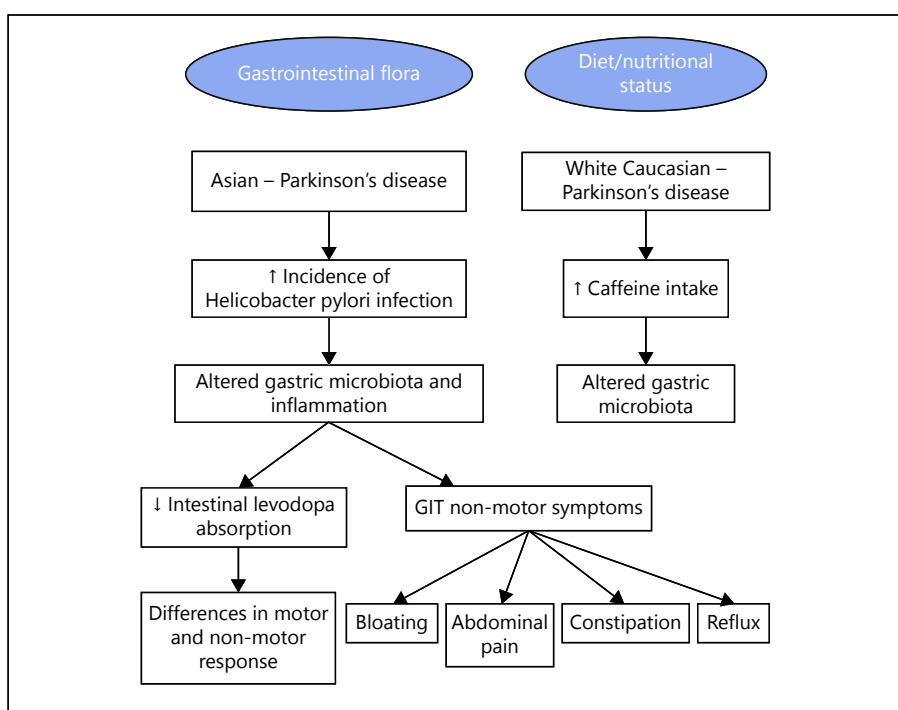 Gastrointestinal flora
Diet/nutritional
status
Asian – Parkinson's disease
White Caucasian –
Parkinson's disease
↑ Incidence of
Helicobacter pylori infection
↑ Caffeine intake
Altered gastric microbiota and
inflammation
Altered gastric
microbiota
↓ Intestinal levodopa
absorption
GIT non-motor symptoms
Differences in motor
and non-motor
response
Bloating
Abdominal
pain
Constipation
Reflux